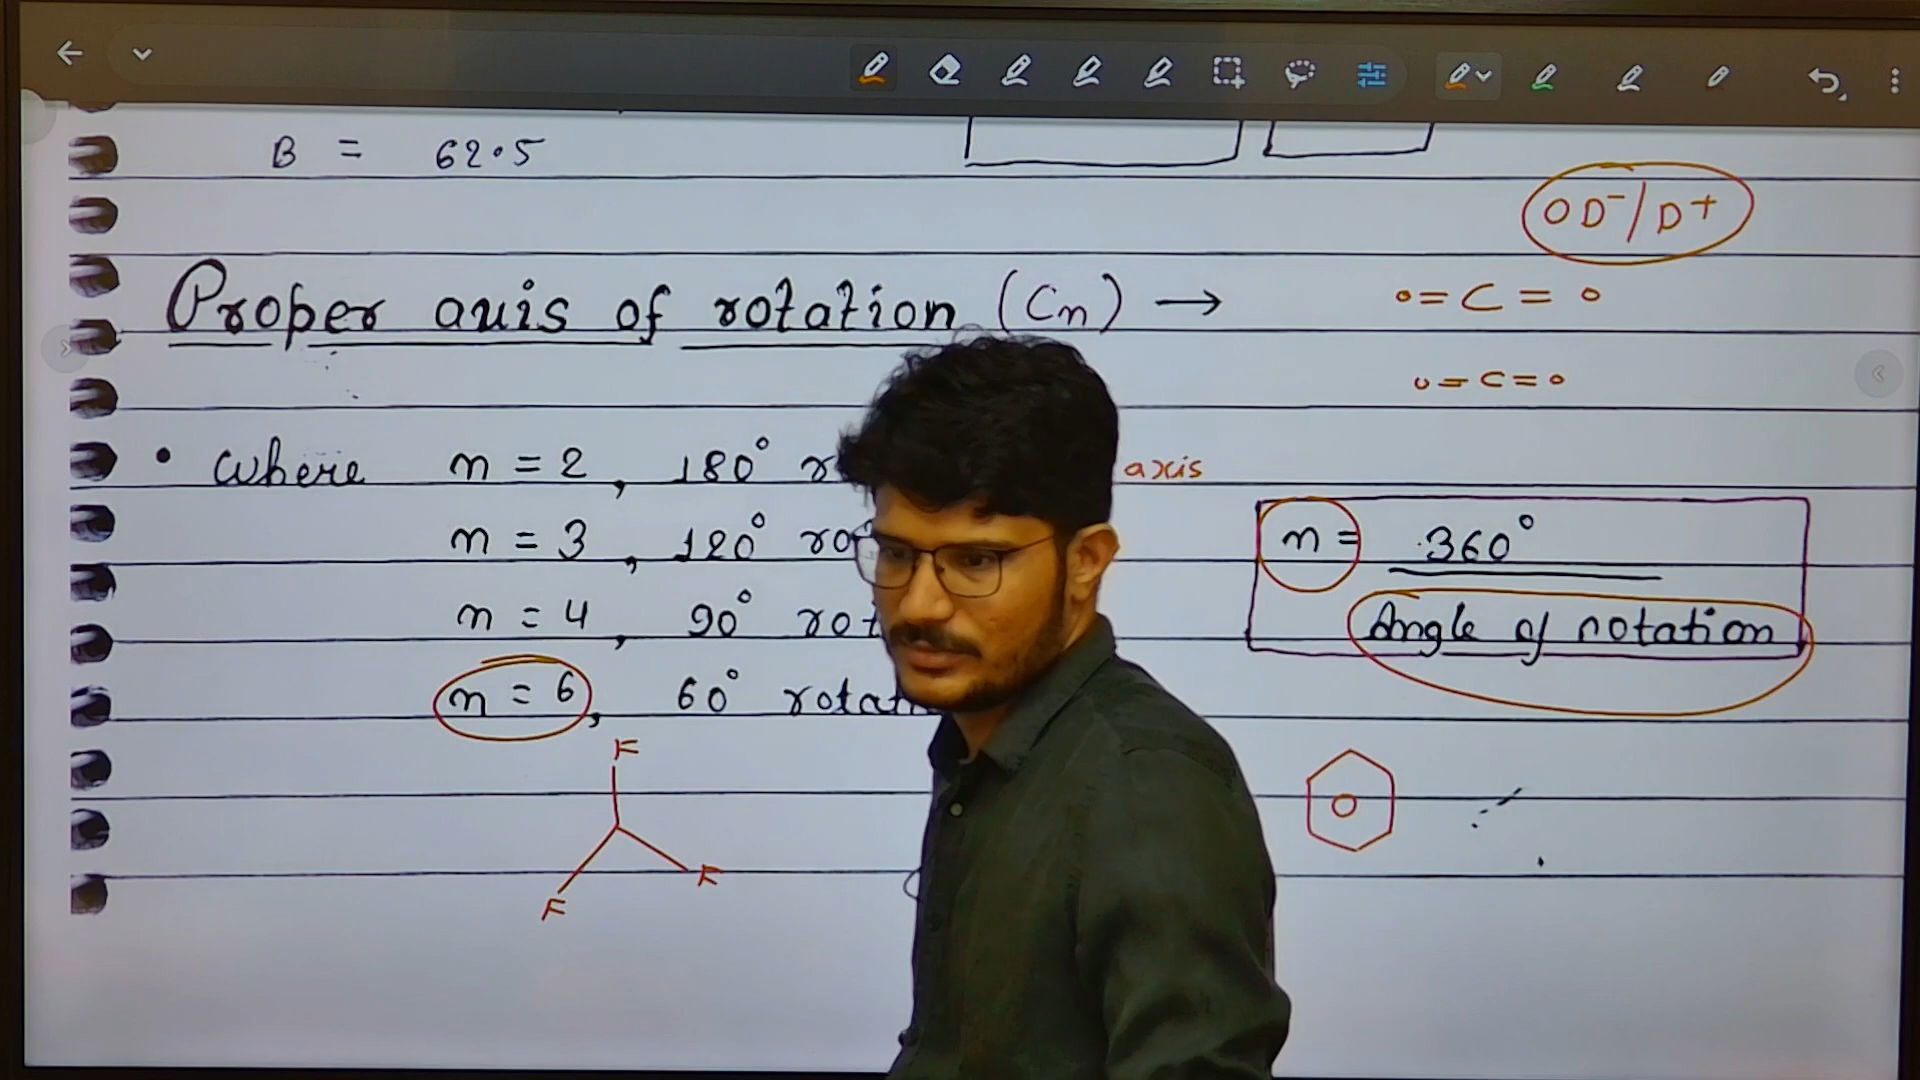 B = 62.5
OD⁻/D⁺
Proper axis of rotation (Cn) →
O=C=O
O=C=O
• where n = 2, 180° axis
n = 3, 120°
n = 4, 90°
n = 6, 60°
n = 360°
Angle of rotation
F
F
F